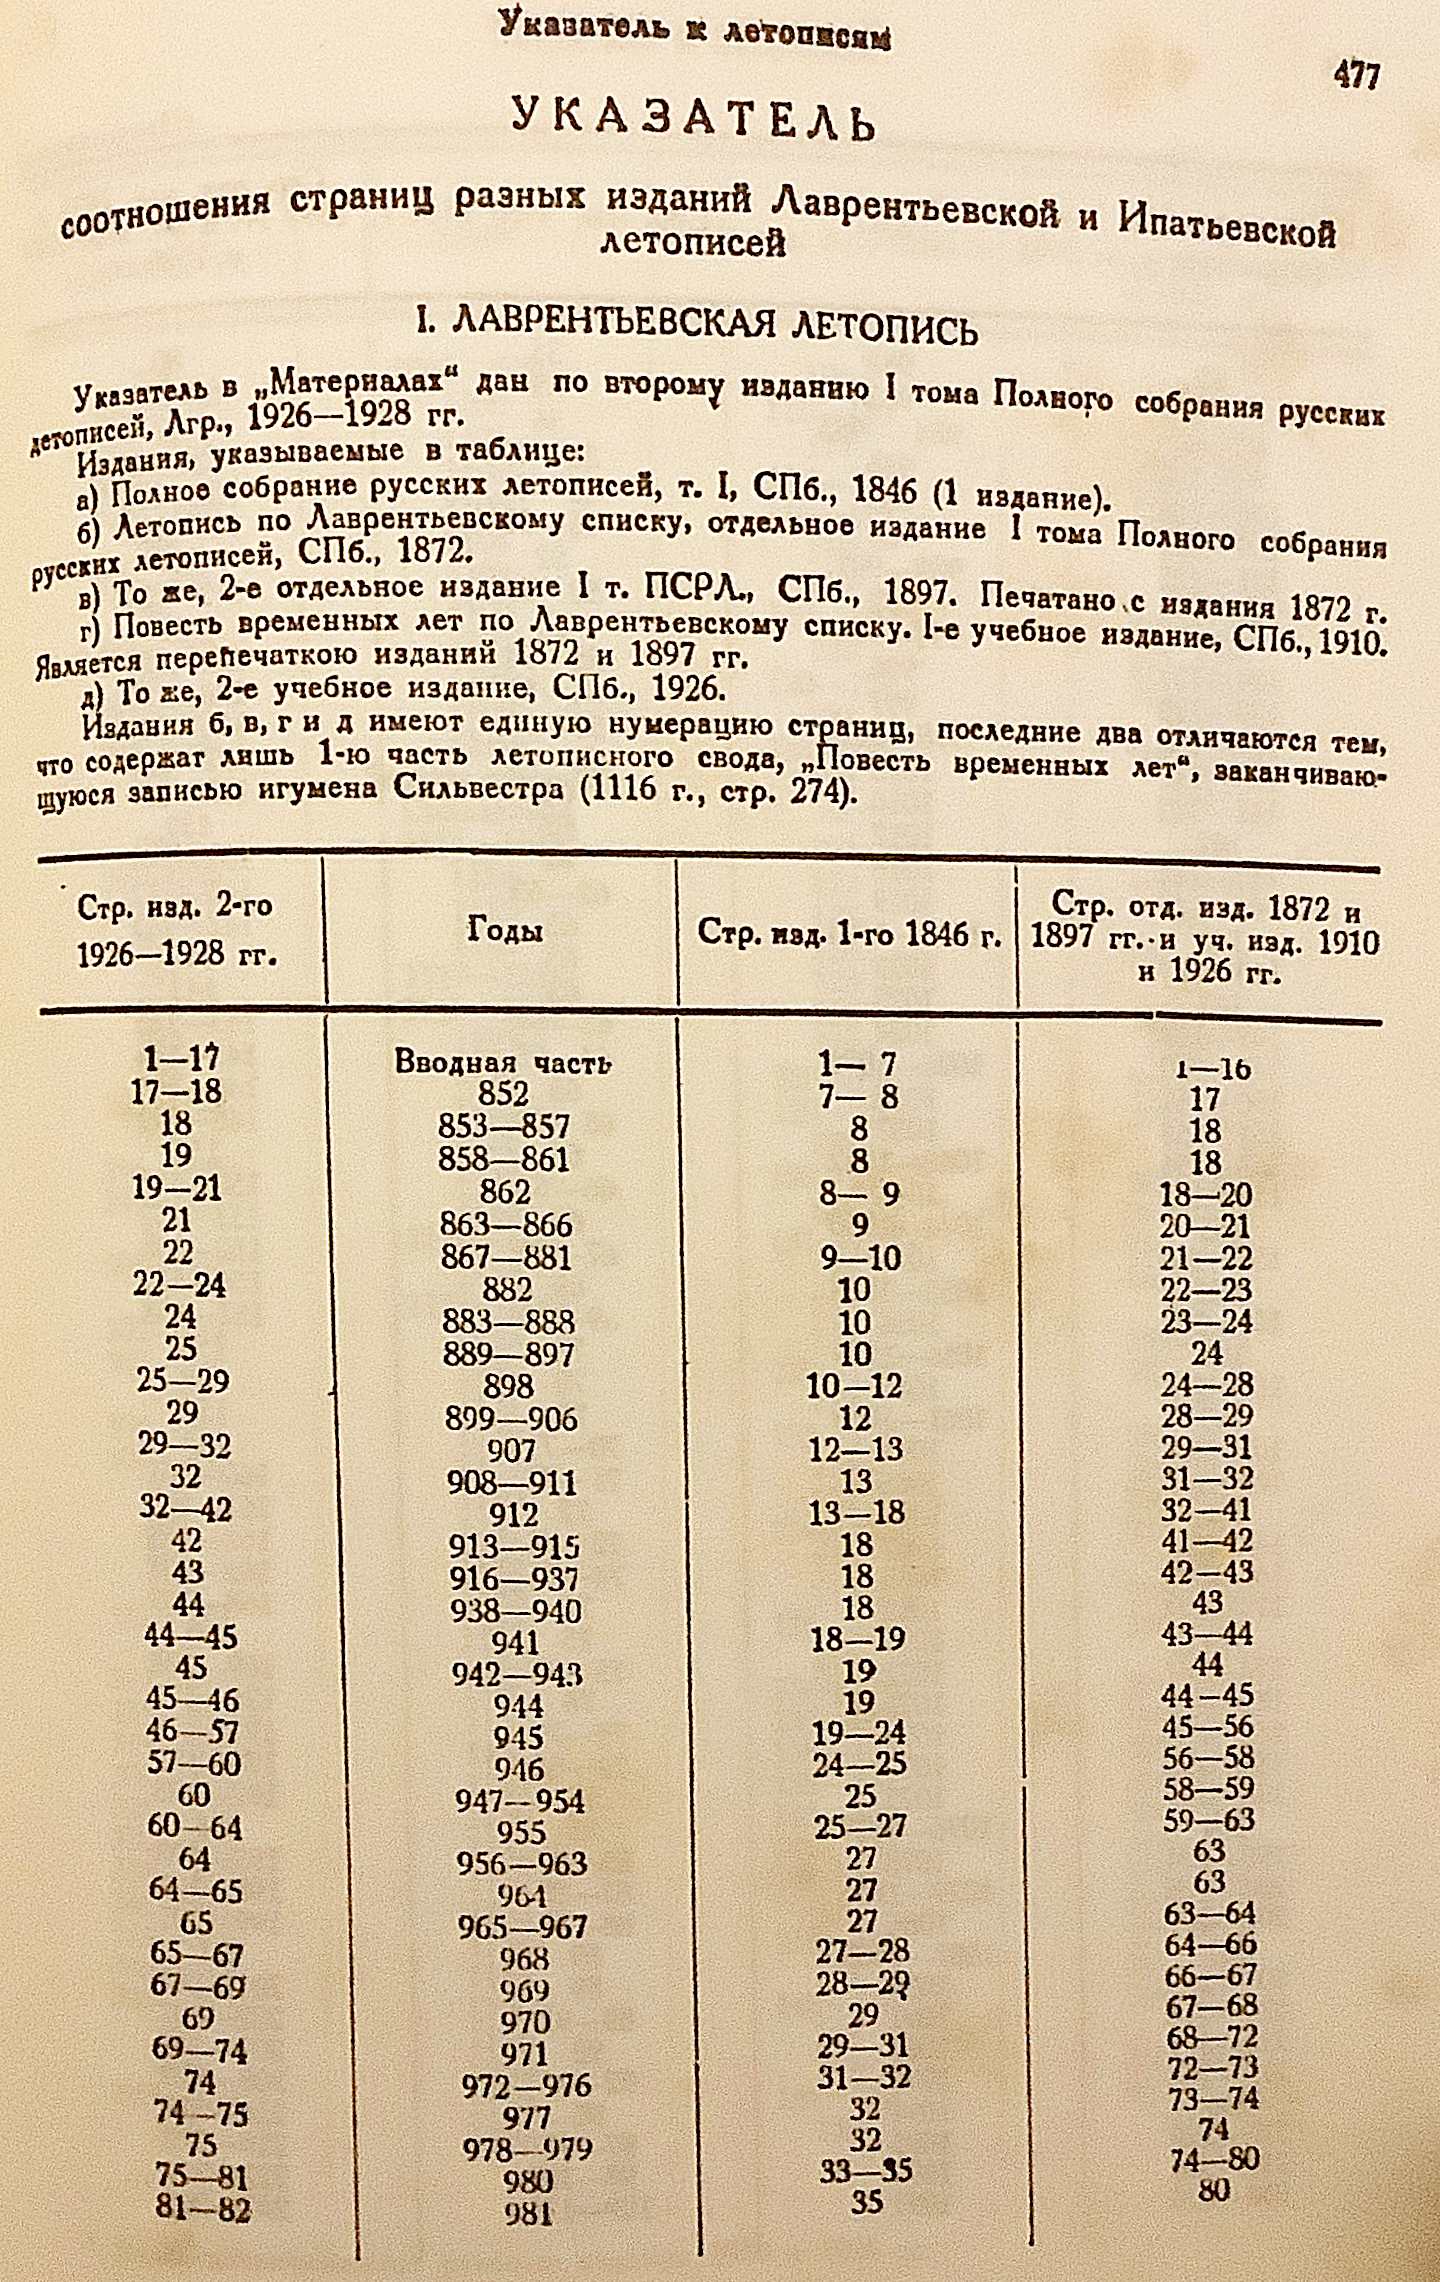 Указатель к летописям
477
УКАЗАТЕЛЬ
соотношения страниц разных изданий Лаврентьевской и Ипатьевской
летописей
I. ЛАВРЕНТЬЕВСКАЯ ЛЕТОПИСЬ
Указатель в „Материалах“ дан по второму изданию I тома Полного собрания русских
летописей, Лгр., 1926—1928 гг.
Издания, указываемые в таблице:
а) Полное собрание русских летописей, т. I, СПб., 1846 (1 издание).
б) Летопись по Лаврентьевскому списку, отдельное издание I тома Полного собрания
русских летописей, СПб., 1872.
в) То же, 2-е отдельное издание I т. ПСРЛ., СПб., 1897. Печатано с издания 1872 г.
г) Повесть временных лет по Лаврентьевскому списку. I-е учебное издание, СПб., 1910.
Является перепечаткою изданий 1872 и 1897 гг.
д) То же, 2-е учебное издание, СПб., 1926.
Издания б, в, г и д имеют единую нумерацию страниц, последние два отличаются тем,
что содержат лишь 1-ю часть летописного свода, „Повесть временных лет“, заканчиваю-
щуюся записью игумена Сильвестра (1116 г., стр. 274).
Стр. изд. 2-го 1926—1928 гг. Годы Стр. изд. 1-го 1846 г. Стр. отд. изд. 1872 и 1897 гг. и уч. изд. 1910 и 1926 гг.
1—17 Вводная часть 1— 7 1—16
17—18 852 7— 8 17
18 853—857 8 18
19 858—861 8 18
19—21 862 8— 9 18—20
21 863—866 9 20—21
22 867—881 9—10 21—22
22—24 882 10 22—23
24 883—888 10 23—24
25 889—897 10 24
25—29 898 10—12 24—28
29 899—906 12 28—29
29—32 907 12—13 29—31
32 908—911 13 31—32
32—42 912 13—18 32—41
42 913—915 18 41—42
43 916—937 18 42—43
44 938—940 18 43
44—45 941 18—19 43—44
45 942—943 19 44
45—46 944 19 44—45
46—57 945 19—24 45—56
57—60 946 24—25 56—58
60 947—954 25 58—59
60—64 955 25—27 59—63
64 956—963 27 63
64—65 964 27 63
65 965—967 27 63—64
65—67 968 27—28 64—66
67—69 969 28—29 66—67
69 970 29 67—68
69—74 971 29—31 68—72
74 972—976 31—32 72—73
74—75 977 32 73—74
75 978—979 32 74
75—81 980 33—35 74—80
81—82 981 35 80